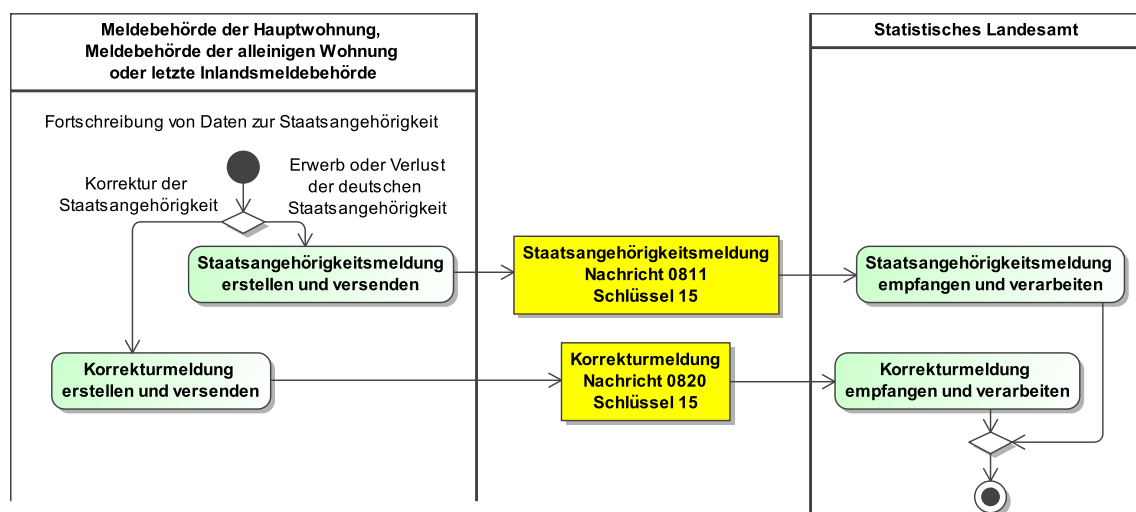 Meldebehörde der Hauptwohnung,
Meldebehörde der alleinigen Wohnung
oder letzte Inlandsmeldebehörde
Statistisches Landesamt
Fortschreibung von Daten zur Staatsangehörigkeit
Korrektur der
Staatsangehörigkeit
Erwerb oder Verlust
der deutschen
Staatsangehörigkeit
Staatsangehörigkeitsmeldung
erstellen und versenden
Staatsangehörigkeitsmeldung
Nachricht 0811
Schlüssel 15
Staatsangehörigkeitsmeldung
empfangen und verarbeiten
Korrekturmeldung
erstellen und versenden
Korrekturmeldung
Nachricht 0820
Schlüssel 15
Korrekturmeldung
empfangen und verarbeiten